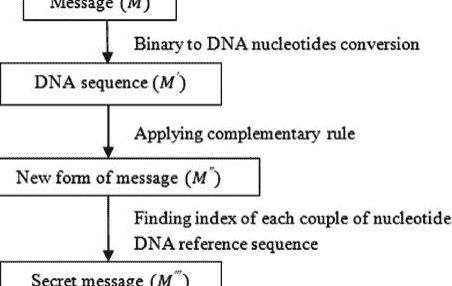 Message (M)
Binary to DNA nucleotides conversion
DNA sequence (M′)
Applying complementary rule
New form of message (M″)
Finding index of each couple of nucleotide
DNA reference sequence
Secret message (M‴)